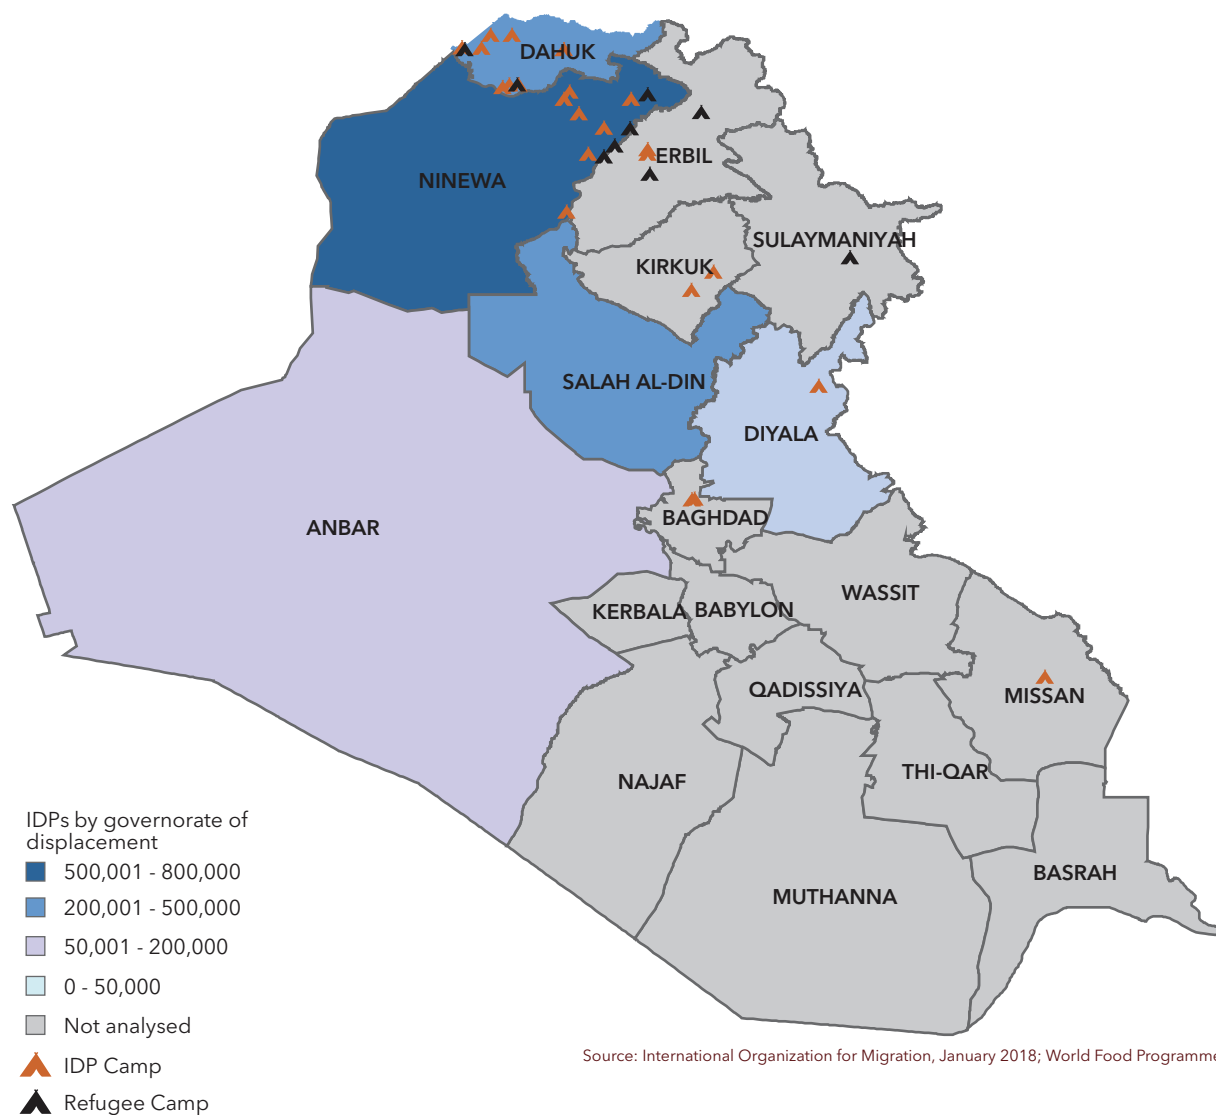 DAHUK
ERBIL
NINEWA
SULAYMANIYAH
KIRKUK
SALAH AL-DIN
DIYALA
BAGHDAD
ANBAR
WASSIT
KERBALA
BABYLON
QADISSIYA
MISSAN
THI-QAR
NAJAF
BASRAH
MUTHANNA
IDPs by governorate of
displacement
500,001 - 800,000
200,001 - 500,000
50,001 - 200,000
0 - 50,000
Not analysed
IDP Camp
Refugee Camp
Source: International Organization for Migration, January 2018; World Food Programme